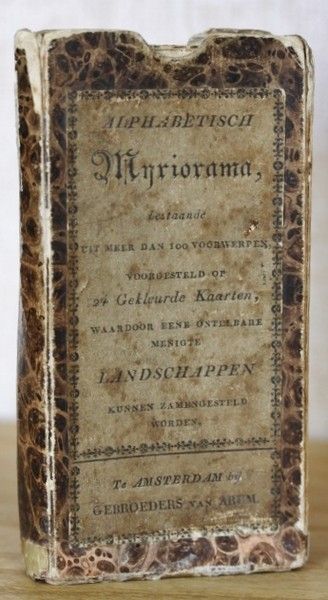 ALPHABETISCH
Myriorama,
bestaande
UIT MEER DAN 100 VOORWERPEN,
VOORGESTELD OP
24 Gekleurde Kaarten,
WAARDOOR EENE ONTELBARE
MENIGTE
LANDSCHAPPEN
KUNNEN ZAMENGESTELD
WORDEN.
Te AMSTERDAM bij
GEBROEDERS VAN ARUM.